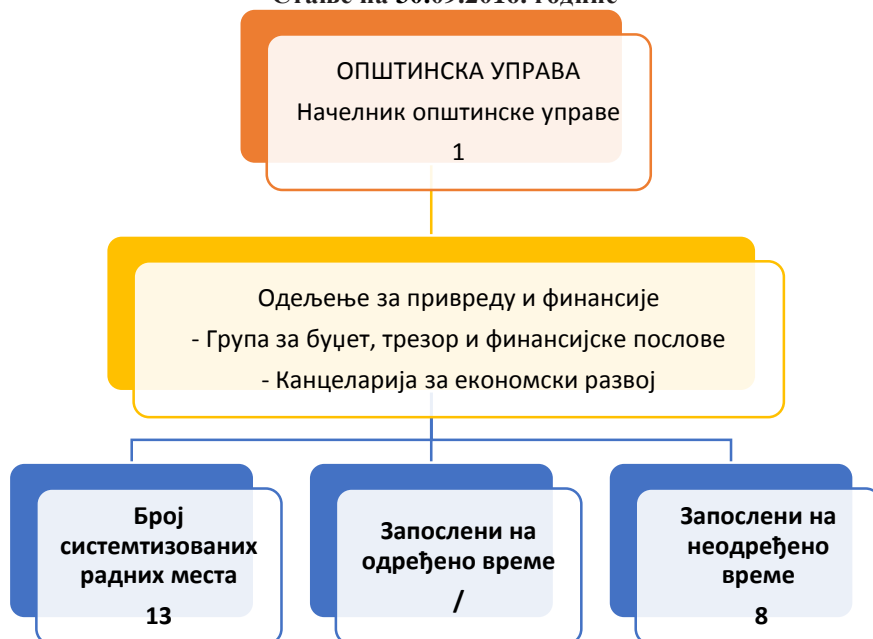 ОПШТИНСКА УПРАВА
Начелник општинске управе
1
Одељење за привреду и финансије
- Група за буџет, трезор и финансијске послове
- Канцеларија за економски развој
Број
системтизованих
радних места
13
Запослени на
одређено време
/
Запослени на
неодређено
време
8